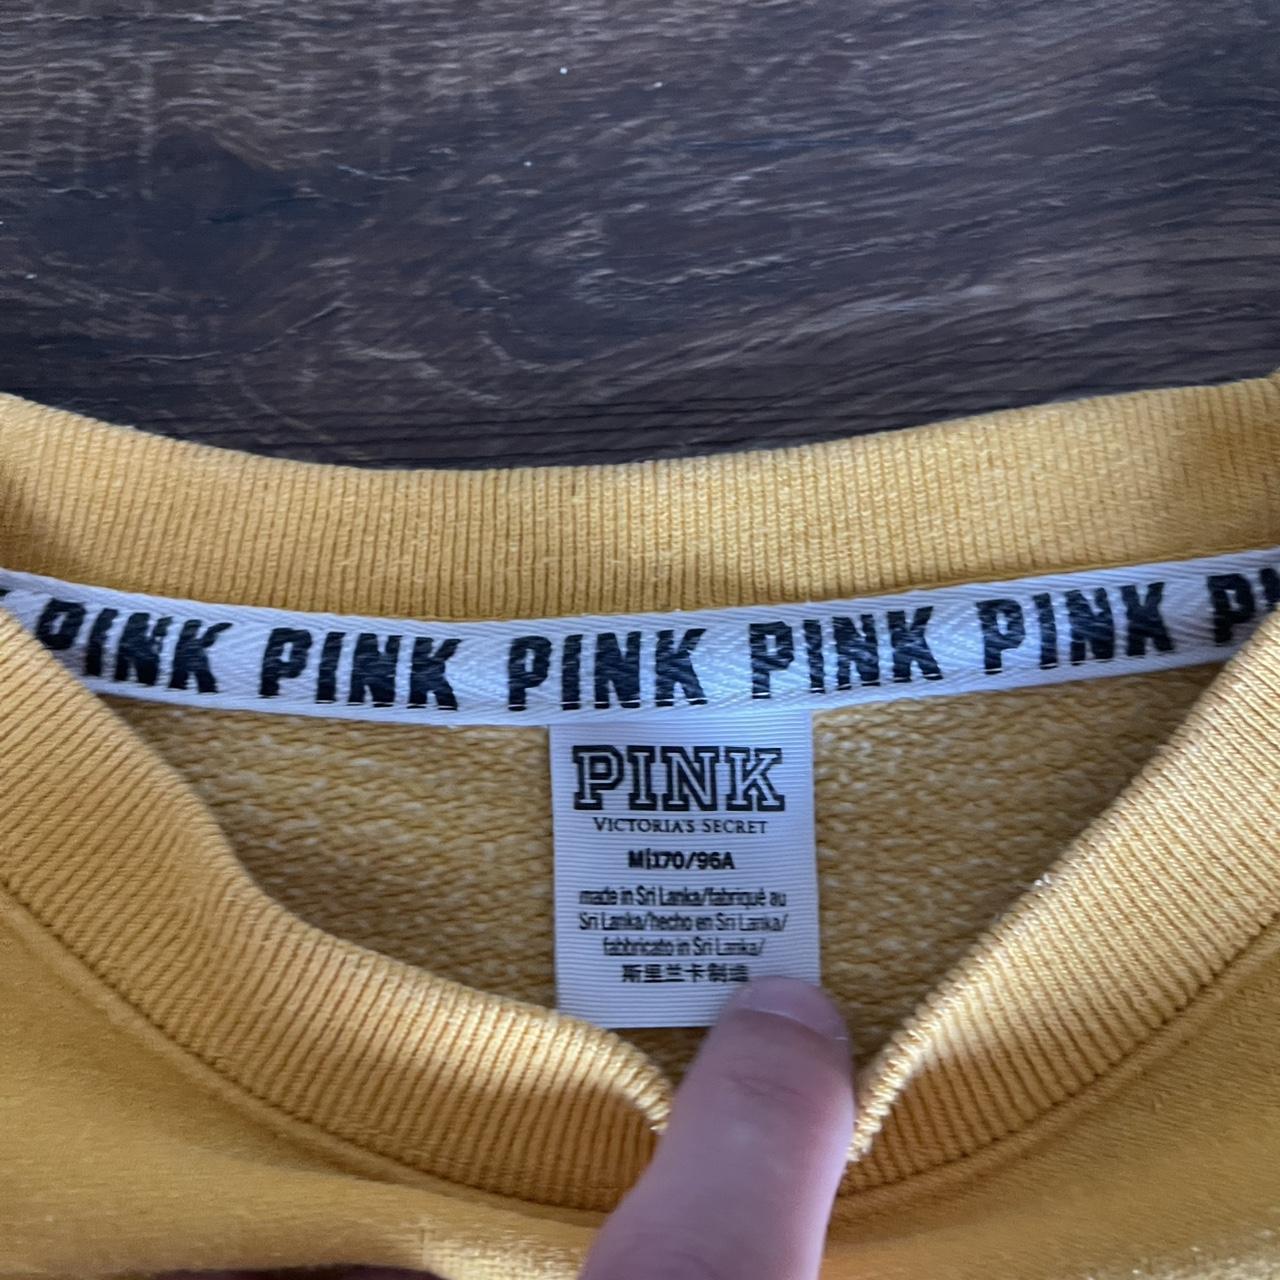 PINK PINK PINK PINK PINK P
PINK
VICTORIA'S SECRET
M|170/96A
made in Sri Lanka/fabriqué au
Sri Lanka/hecho en Sri Lanka/
fabbricato in Sri Lanka/
斯里兰卡制造